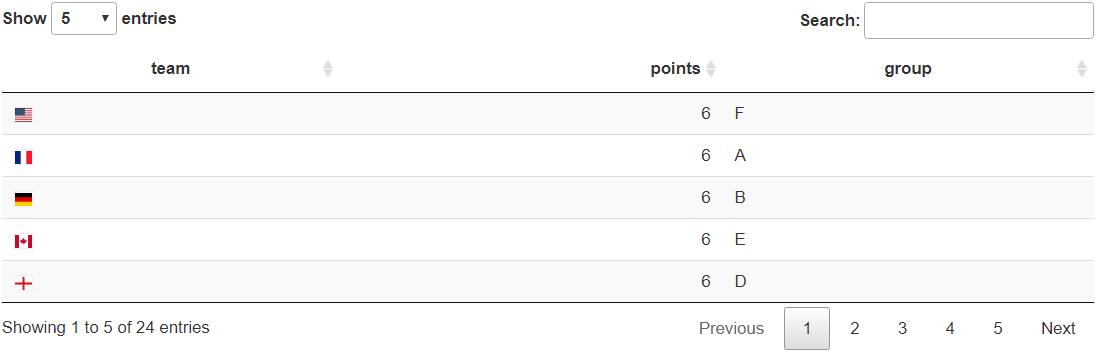 Show 5 entries Search:
team points group
6 F
6 A
6 B
6 E
6 D
Showing 1 to 5 of 24 entries Previous 1 2 3 4 5 Next